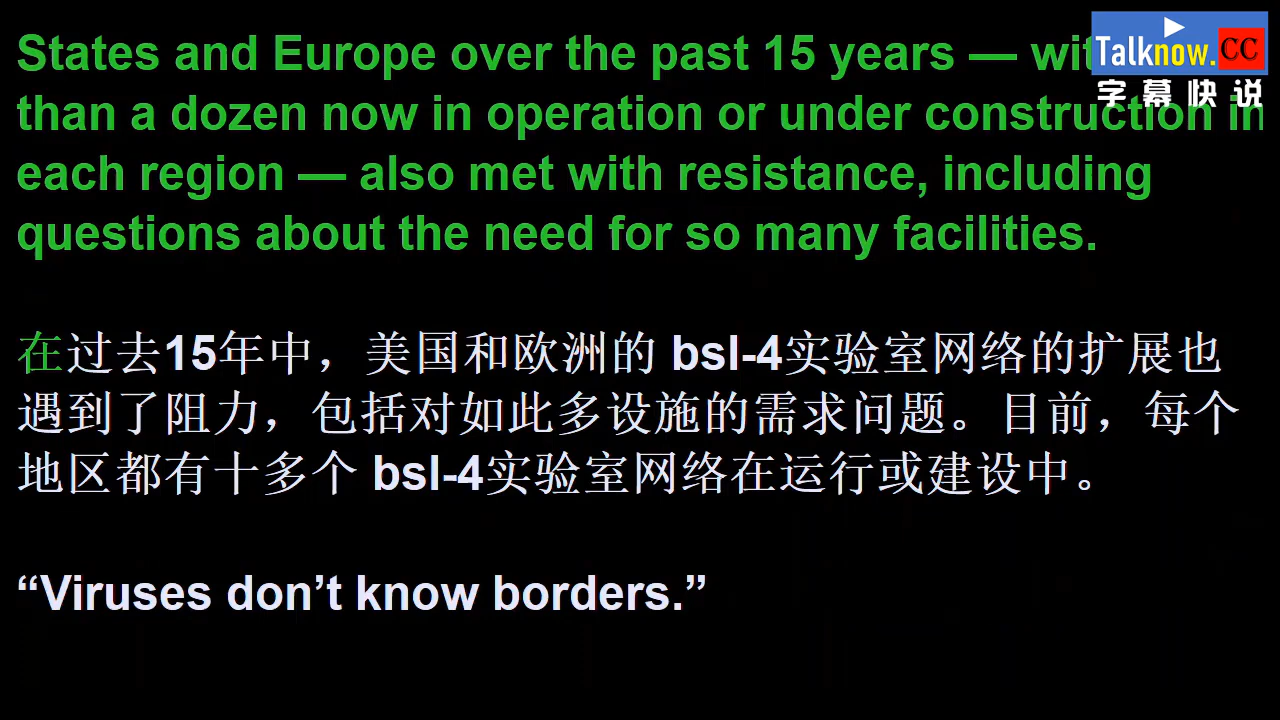 States and Europe over the past 15 years — wit
than a dozen now in operation or under construction in
each region — also met with resistance, including
questions about the need for so many facilities.
在过去15年中，美国和欧洲的 bsl-4实验室网络的扩展也
遇到了阻力，包括对如此多设施的需求问题。目前，每个
地区都有十多个 bsl-4实验室网络在运行或建设中。
“Viruses don’t know borders.”
Talknow.CC
字幕快说